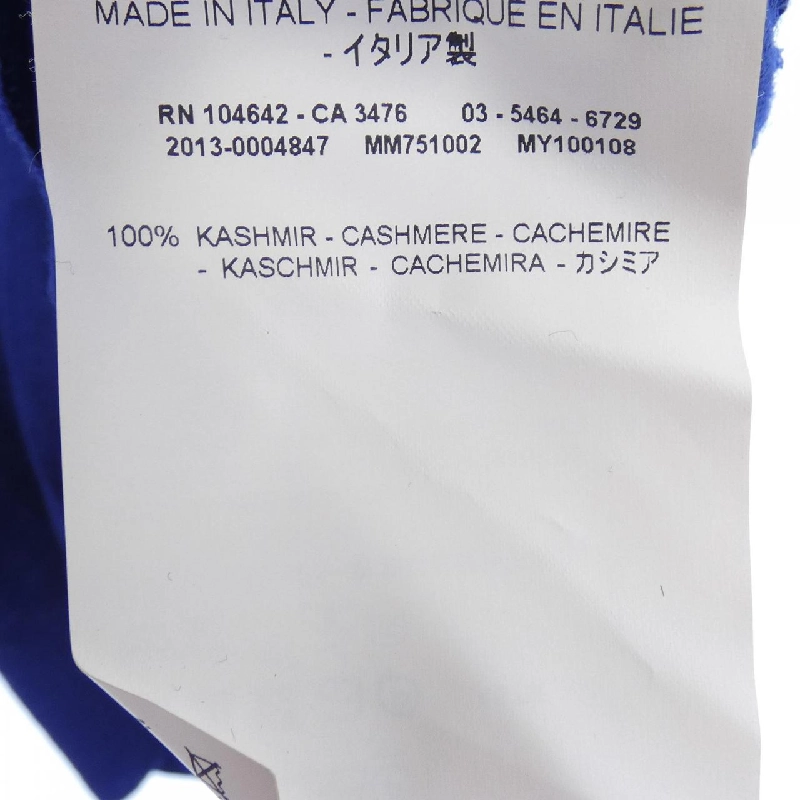 MADE IN ITALY - FABRIQUÉ EN ITALIE
- イタリア製
RN 104642 - CA 3476 03 - 5464 - 6729
2013-0004847 MM751002 MY100108
100% KASHMIR - CASHMERE - CACHEMIRE
- KASCHMIR - CACHEMIRA - カシミア